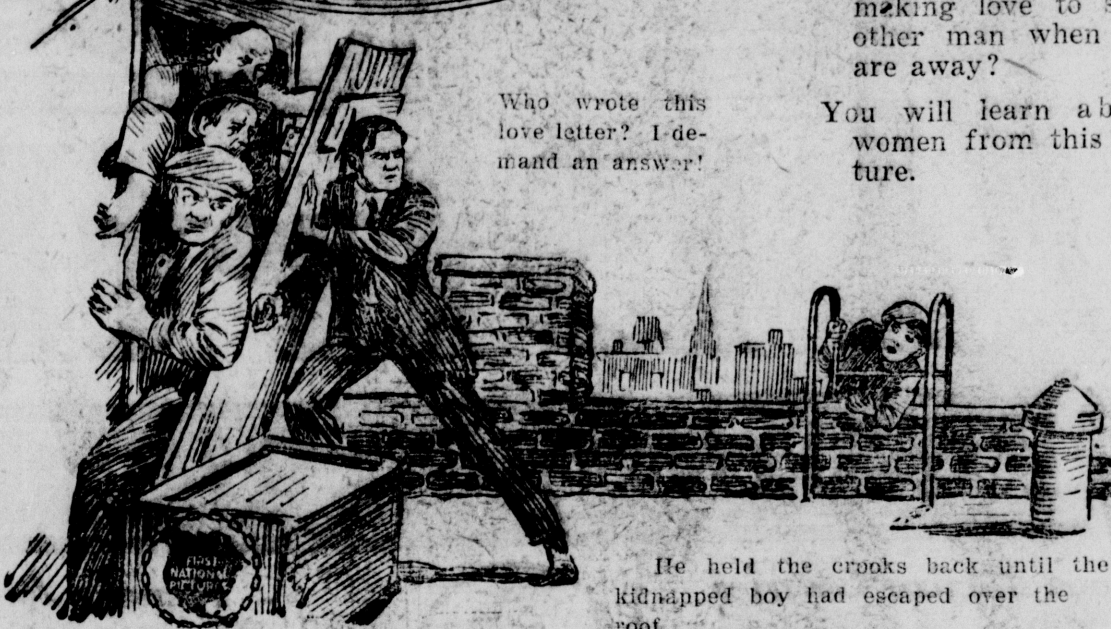 making love to
other man when
are away?
Who wrote this
love letter? I de-
mand an answer!
You will learn
women from this
ture.
FIRST
NATIONAL
PICTURES
He held the crooks back until the
kidnapped boy had escaped over the
roof